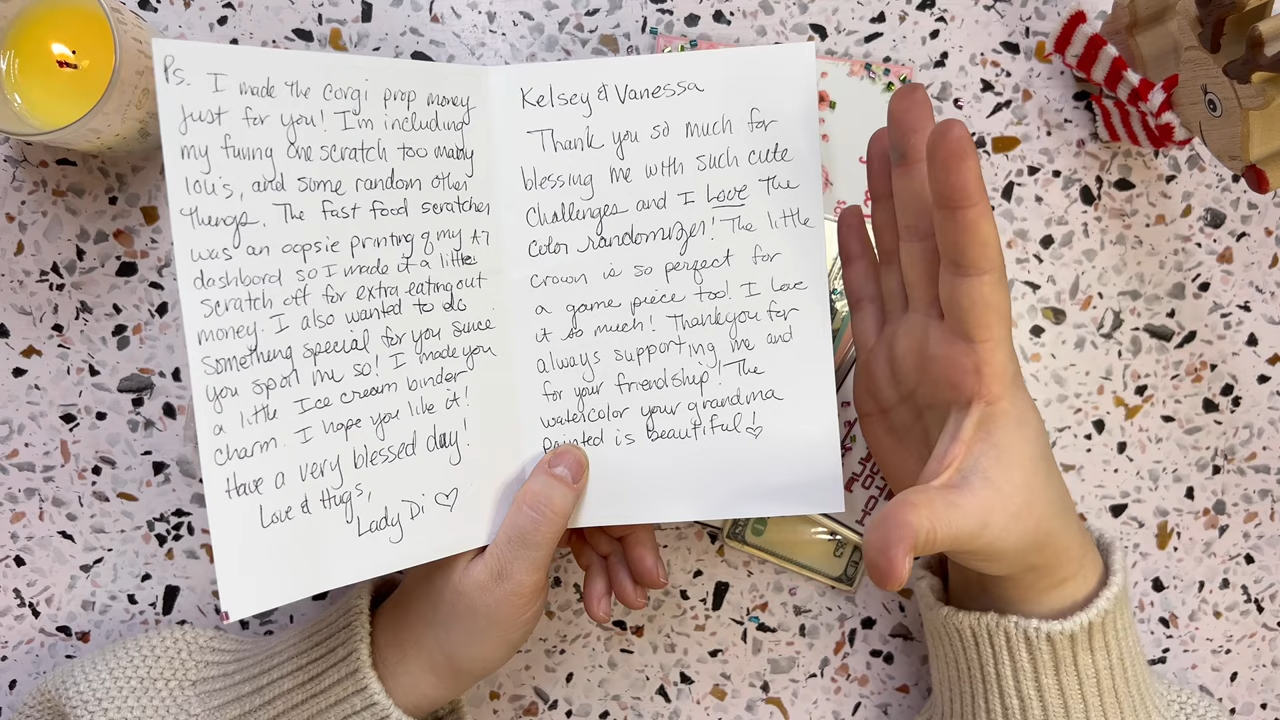 Kelsey & Vanessa
Thank you so much for
blessing me with such cute
challenges and I Love the
color randomizer! The little
crown is so perfect for
a game piece too! I Love
it so much! Thankyou for
always supporting me and
for your friendship! The
watercolor your grandma
painted is beautiful! ♡
Ps. I made the corgi prop money
just for you! I'm including
my funny one scratch too many
lou's, and some random other
things. The fast food scratcher
was an oopsie printing of my A7
dashbord so I made it a little
scratch off for extra eating out
money. I also wanted to do
something special for you since
you spoil me so! I made you
a little Ice cream binder
charm. I hope you like it!
Have a very blessed day!
Love & Hugs,
Lady Di ♡